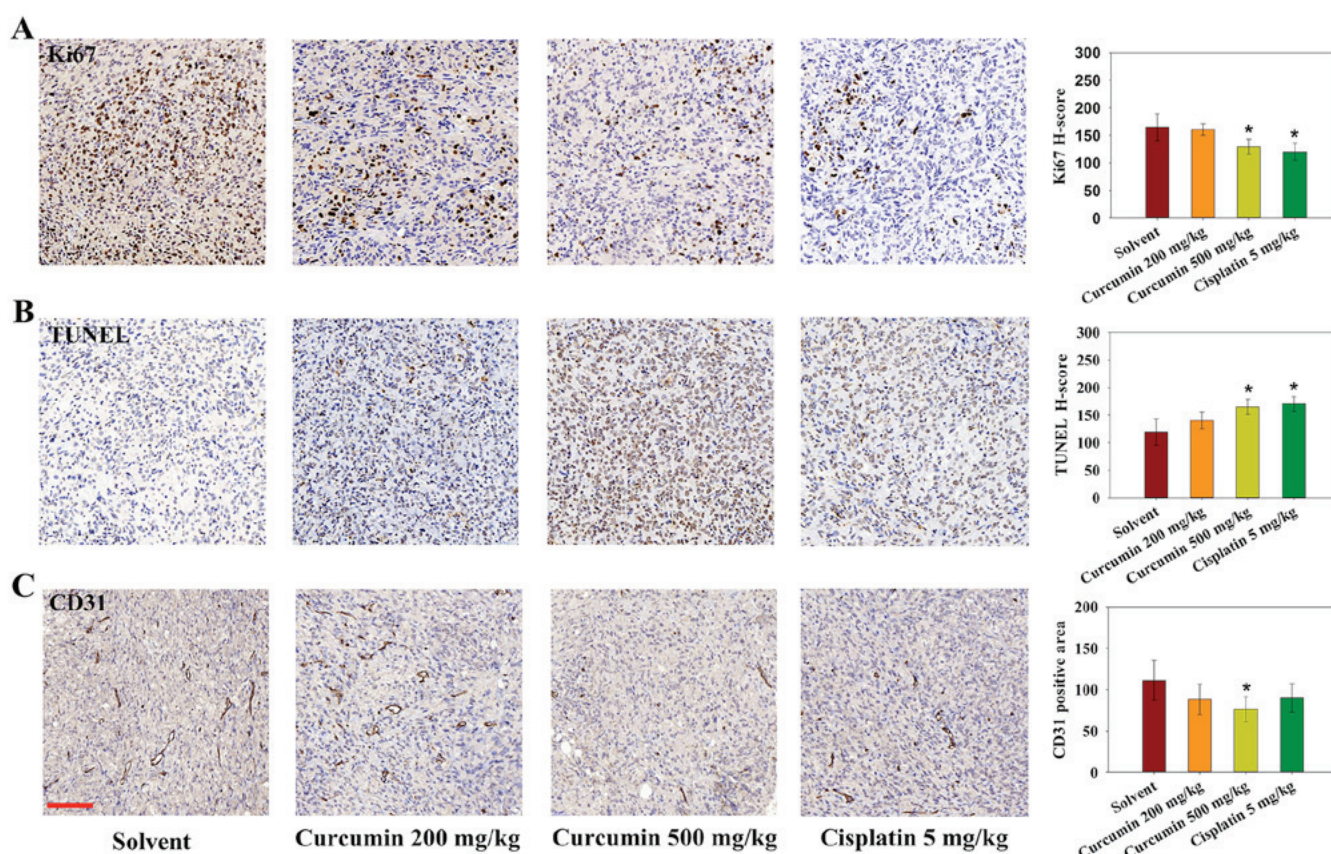 A
Ki67
Ki67 H-score
300
250
200
150
100
50
0
Solvent
Curcumin 200 mg/kg
Curcumin 500 mg/kg
Cisplatin 5 mg/kg
*
*
B
TUNEL
TUNEL H-score
300
250
200
150
100
50
0
Solvent
Curcumin 200 mg/kg
Curcumin 500 mg/kg
Cisplatin 5 mg/kg
*
*
C
CD31
CD31 positive area
200
150
100
50
0
Solvent
Curcumin 200 mg/kg
Curcumin 500 mg/kg
Cisplatin 5 mg/kg
*
Solvent
Curcumin 200 mg/kg
Curcumin 500 mg/kg
Cisplatin 5 mg/kg